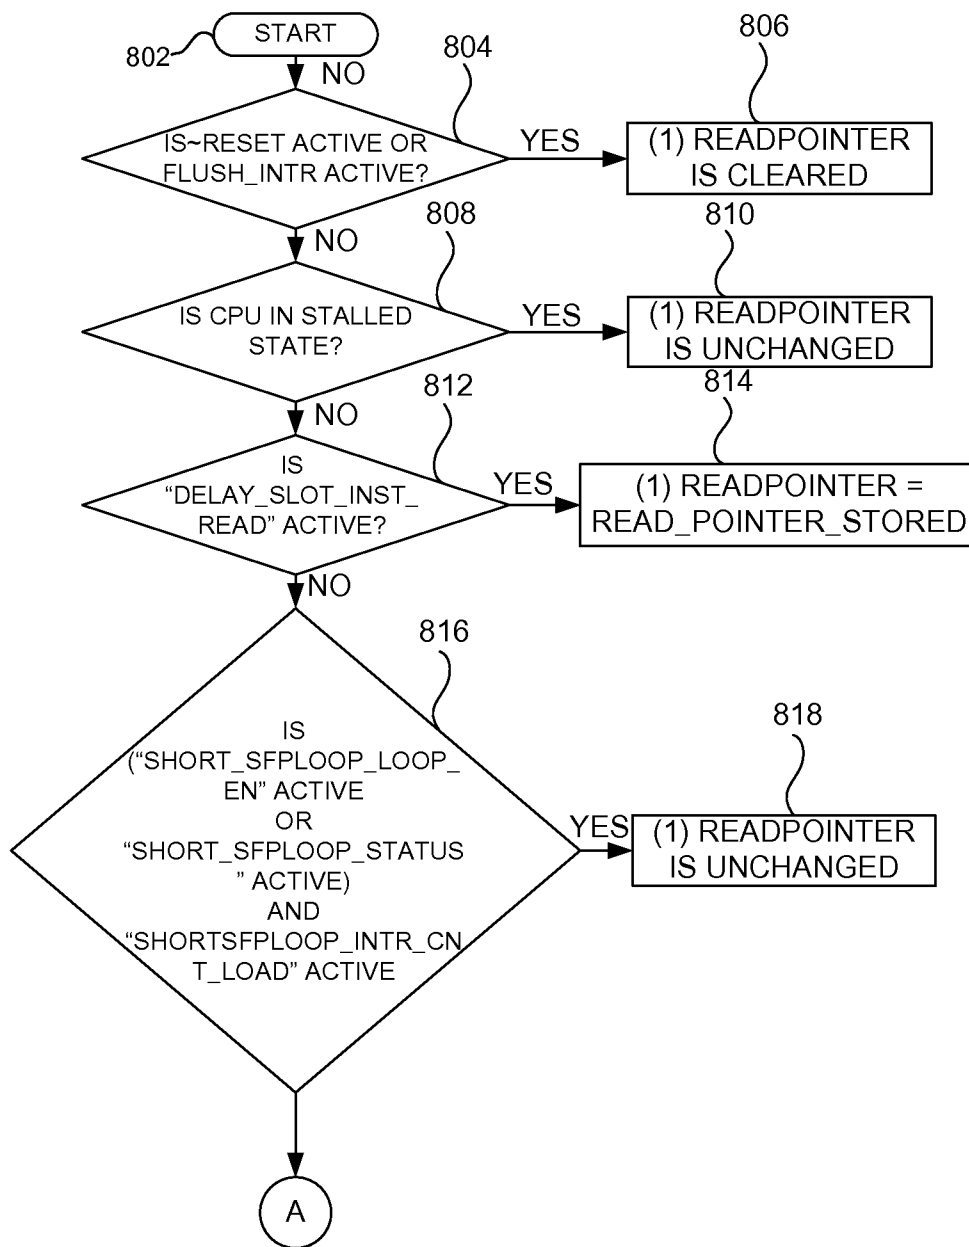 START
802
NO
804
806
IS~RESET ACTIVE OR
FLUSH_INTR ACTIVE?
YES
(1) READPOINTER
IS CLEARED
NO
808
810
IS CPU IN STALLED
STATE?
YES
(1) READPOINTER
IS UNCHANGED
NO
812
814
IS
“DELAY_SLOT_INST_
READ” ACTIVE?
YES
(1) READPOINTER =
READ_POINTER_STORED
NO
816
818
IS
(“SHORT_SFPLOOP_LOOP_
EN” ACTIVE
OR
“SHORT_SFPLOOP_STATUS
” ACTIVE)
AND
“SHORTSFPLOOP_INTR_CN
T_LOAD” ACTIVE
YES
(1) READPOINTER
IS UNCHANGED
A